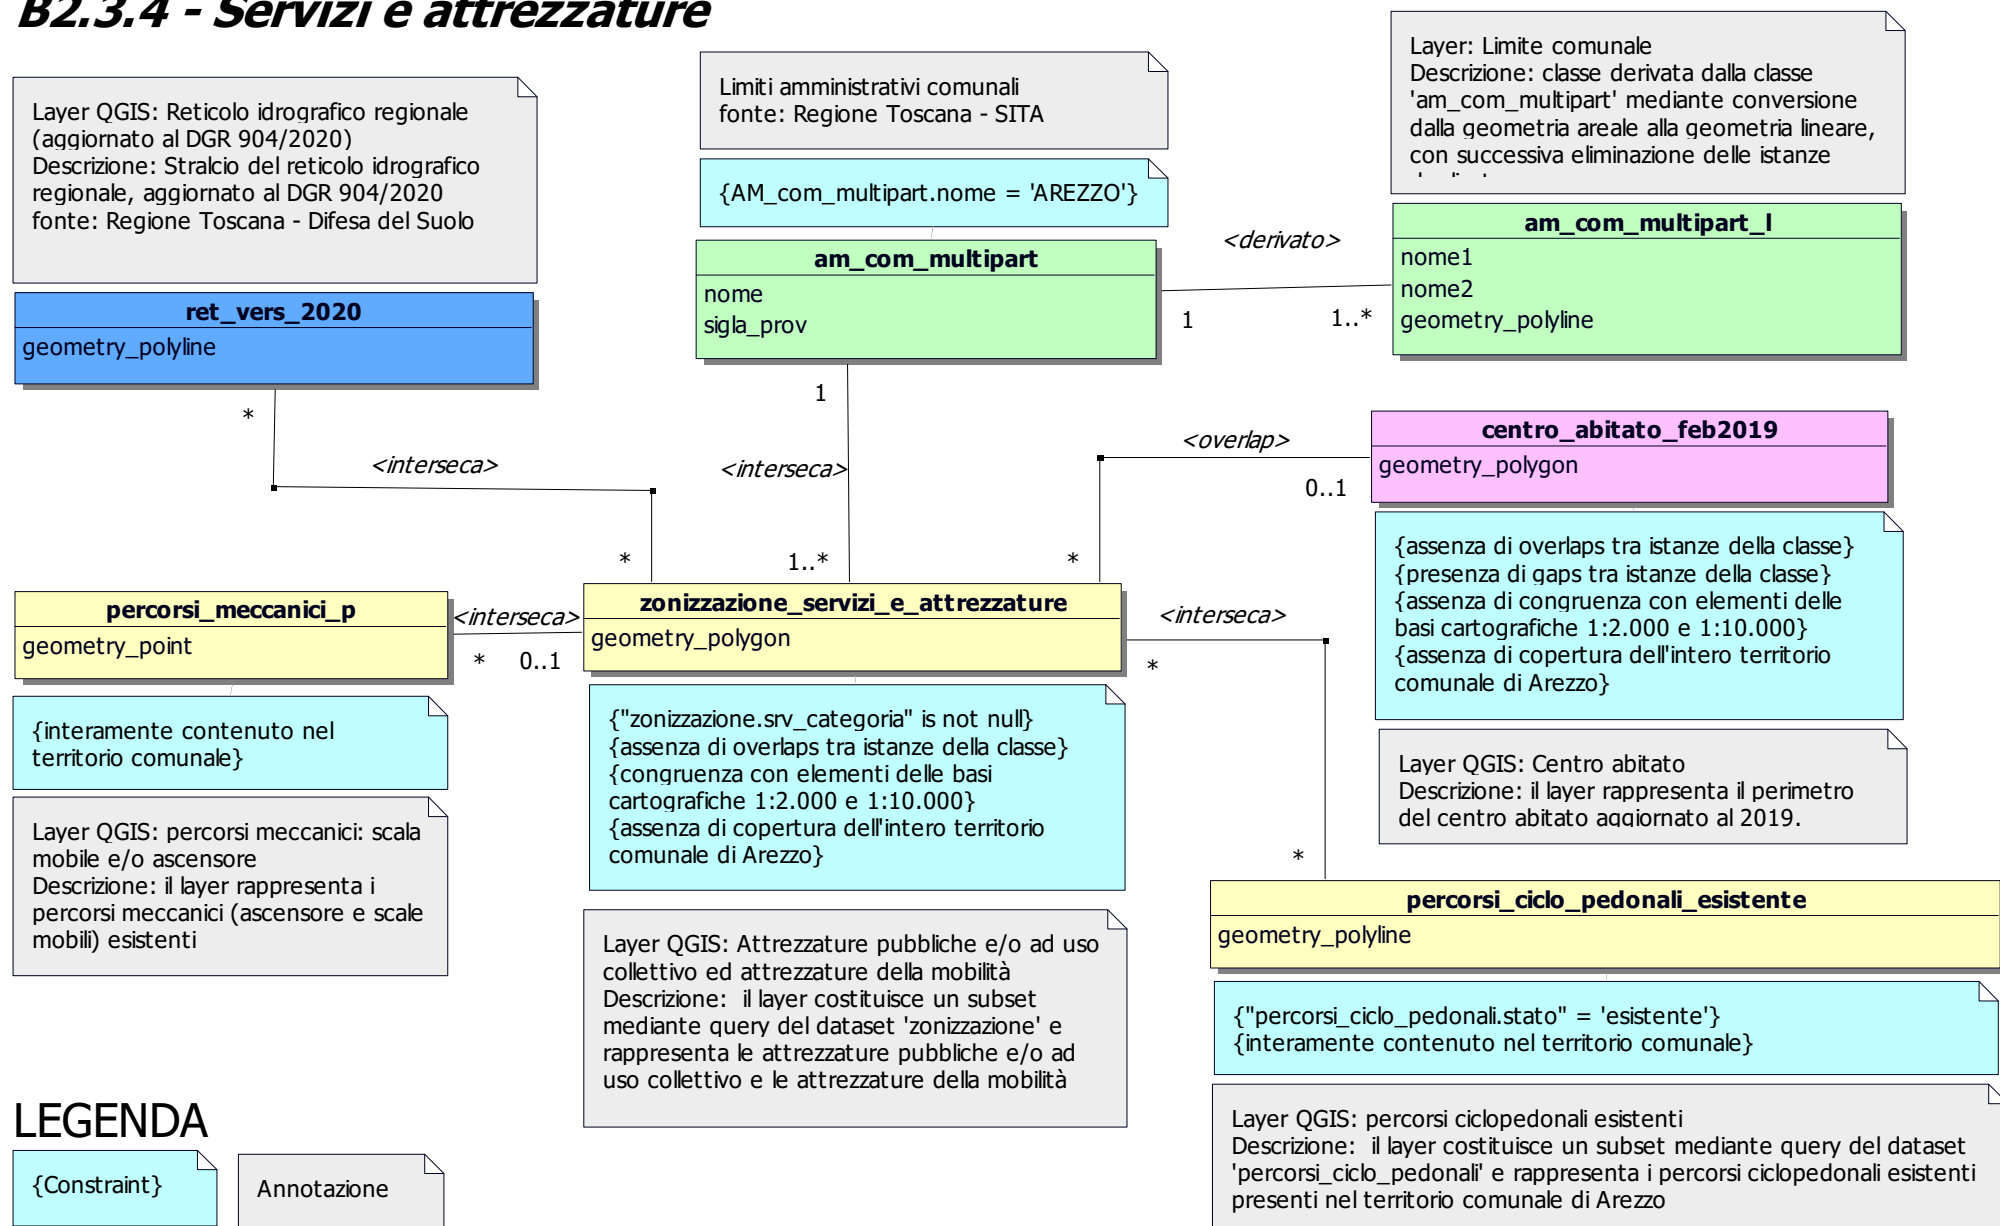 B2.3.4 - Servizi e attrezzature
Layer QGIS: Reticolo idrografico regionale
(aggiornato al DGR 904/2020)
Descrizione: Stralcio del reticolo idrografico
regionale, aggiornato al DGR 904/2020
fonte: Regione Toscana - Difesa del Suolo
Limiti amministrativi comunali
fonte: Regione Toscana - SITA
{AM_com_multipart.nome = 'AREZZO'}
Layer: Limite comunale
Descrizione: classe derivata dalla classe
'am_com_multipart' mediante conversione
dalla geometria areale alla geometria lineare,
con successiva eliminazione delle istanze
ret_vers_2020
geometry_polyline
am_com_multipart
nome
sigla_prov
<derivato>
1
1..*
am_com_multipart_l
nome1
nome2
geometry_polyline
*
<interseca>
*
1
<interseca>
1..*
<overlap>
0..1
*
centro_abitato_feb2019
geometry_polygon
{assenza di overlaps tra istanze della classe}
{presenza di gaps tra istanze della classe}
{assenza di congruenza con elementi delle
basi cartografiche 1:2.000 e 1:10.000}
{assenza di copertura dell'intero territorio
comunale di Arezzo}
Layer QGIS: Centro abitato
Descrizione: il layer rappresenta il perimetro
del centro abitato aggiornato al 2019.
percorsi_meccanici_p
geometry_point
<interseca>
*
0..1
{interamente contenuto nel
territorio comunale}
Layer QGIS: percorsi meccanici: scala
mobile e/o ascensore
Descrizione: il layer rappresenta i
percorsi meccanici (ascensore e scale
mobili) esistenti
zonizzazione_servizi_e_attrezzature
geometry_polygon
{"zonizzazione.srv_categoria" is not null}
{assenza di overlaps tra istanze della classe}
{congruenza con elementi delle basi
cartografiche 1:2.000 e 1:10.000}
{assenza di copertura dell'intero territorio
comunale di Arezzo}
Layer QGIS: Attrezzature pubbliche e/o ad uso
collettivo ed attrezzature della mobilità
Descrizione:  il layer costituisce un subset
mediante query del dataset 'zonizzazione' e
rappresenta le attrezzature pubbliche e/o ad
uso collettivo e le attrezzature della mobilità
<interseca>
*
*
percorsi_ciclo_pedonali_esistente
geometry_polyline
{"percorsi_ciclo_pedonali.stato" = 'esistente'}
{interamente contenuto nel territorio comunale}
Layer QGIS: percorsi ciclopedonali esistenti
Descrizione:  il layer costituisce un subset mediante query del dataset
'percorsi_ciclo_pedonali' e rappresenta i percorsi ciclopedonali esistenti
presenti nel territorio comunale di Arezzo
LEGENDA
{Constraint}
Annotazione